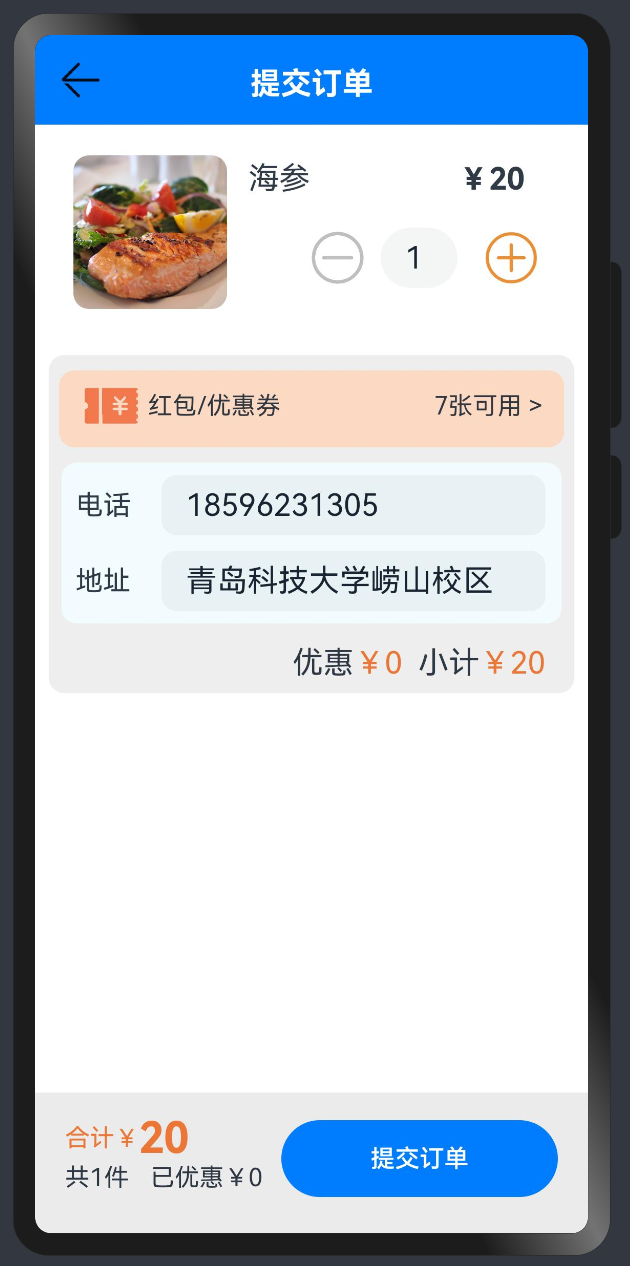 提交订单
海参
¥ 20
1
¥ 红包/优惠券 7张可用 >
电话 18596231305
地址 青岛科技大学崂山校区
优惠¥0 小计¥20
合计¥20
共1件 已优惠¥0
提交订单